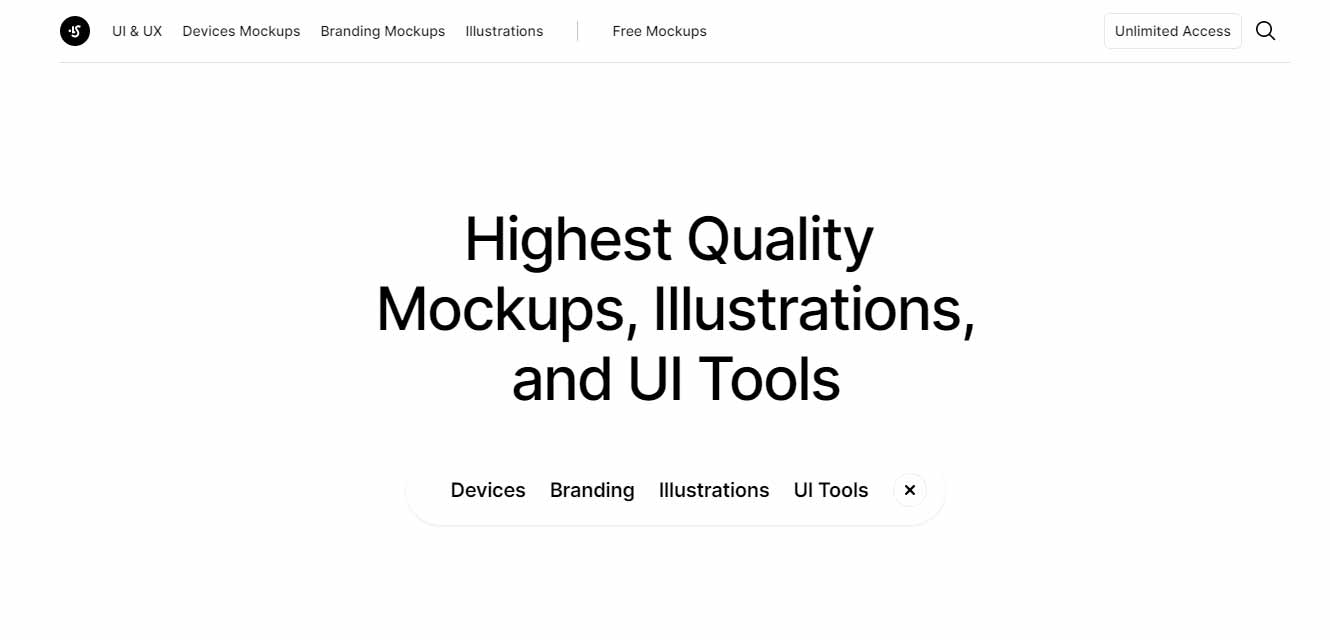 UI & UX Devices Mockups Branding Mockups Illustrations Free Mockups Unlimited Access
Highest Quality
Mockups, Illustrations,
and UI Tools
Devices Branding Illustrations UI Tools